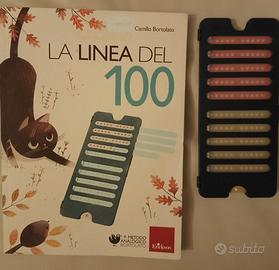 Camillo Bortolato
LA LINEA DEL
100
IL METODO
ANALOGICO
BORTOLATO
Erickson
subito